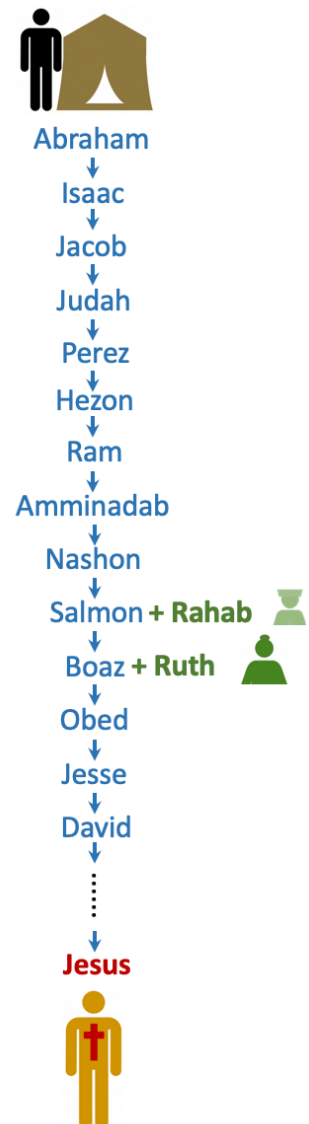 Abraham
Isaac
Jacob
Judah
Perez
Hezon
Ram
Amminadab
Nashon
Salmon + Rahab
Boaz + Ruth
Obed
Jesse
David
......
Jesus